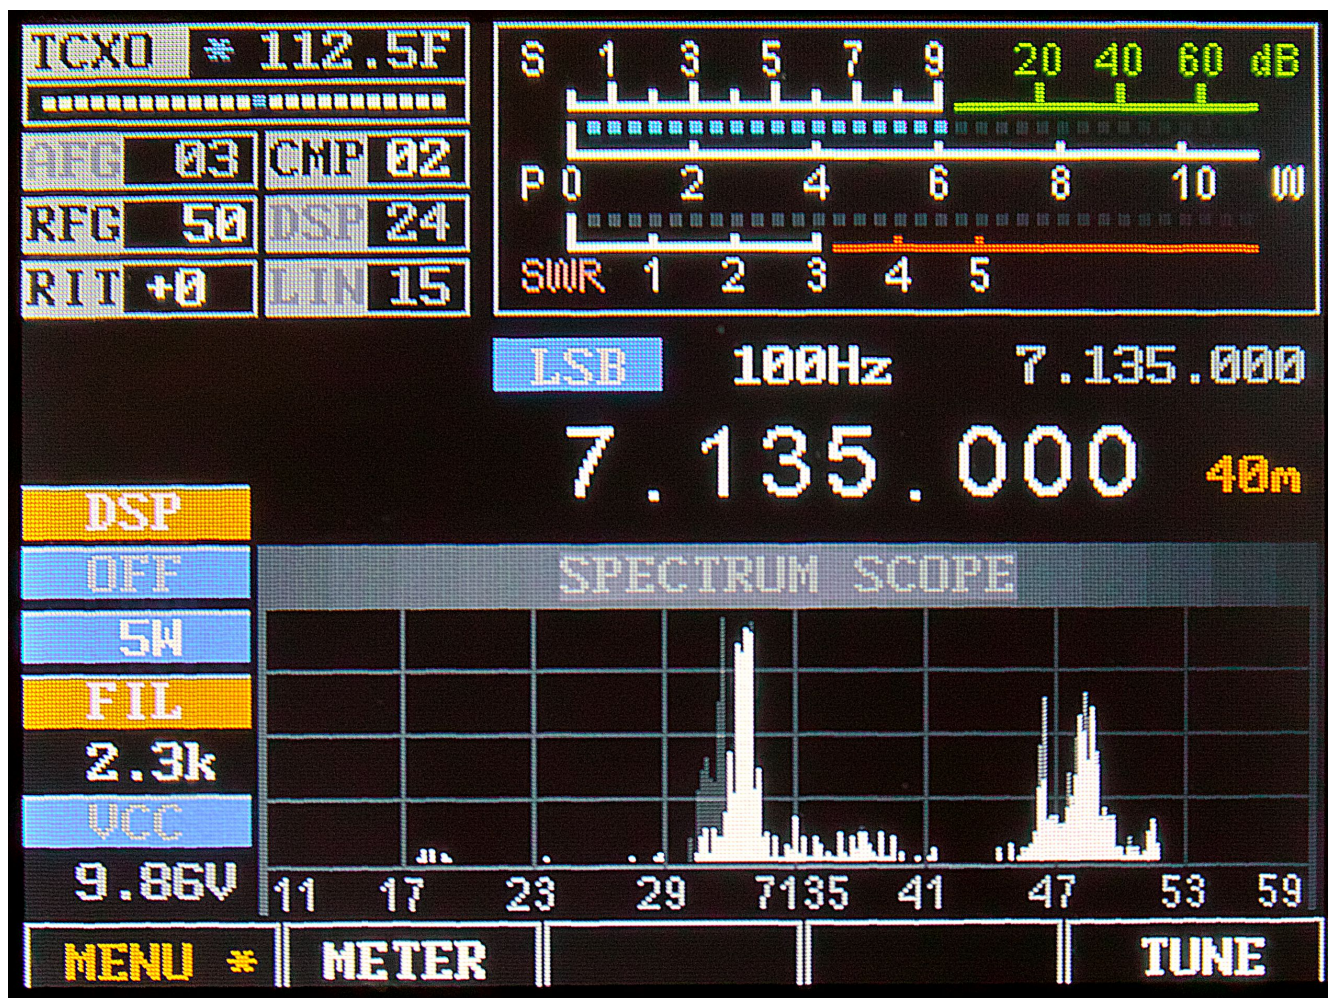 TCXO * 112.5F
AFG 03 CMP 02
RFG 50 DSP 24
RIT +0 LIN 15
S 1 3 5 7 9 20 40 60 dB
P 0 2 4 6 8 10 W
SWR 1 2 3 4 5
LSB 100Hz 7.135.000
7.135.000 40m
DSP
OFF
5W
FIL
2.3k
VCC
9.86V
SPECTRUM SCOPE
11 17 23 29 7135 41 47 53 59
MENU * METER TUNE